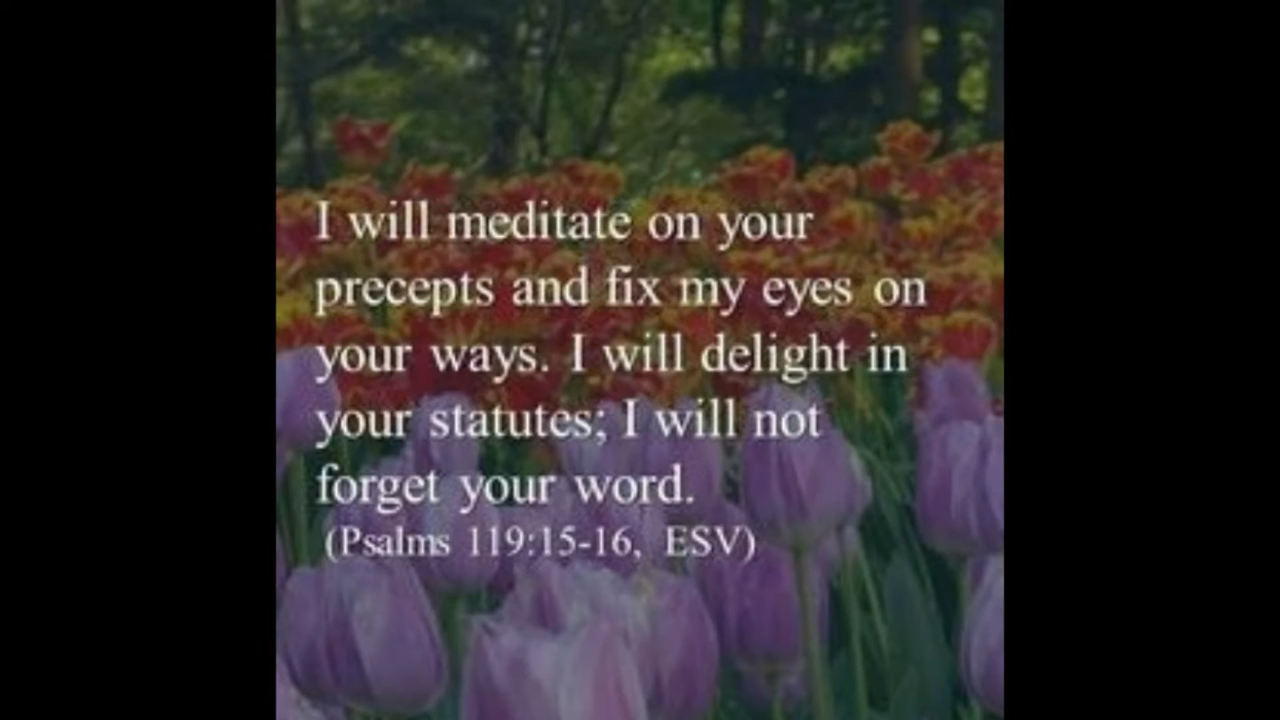 I will meditate on your
precepts and fix my eyes on
your ways. I will delight in
your statutes; I will not
forget your word.
(Psalms 119:15-16, ESV)